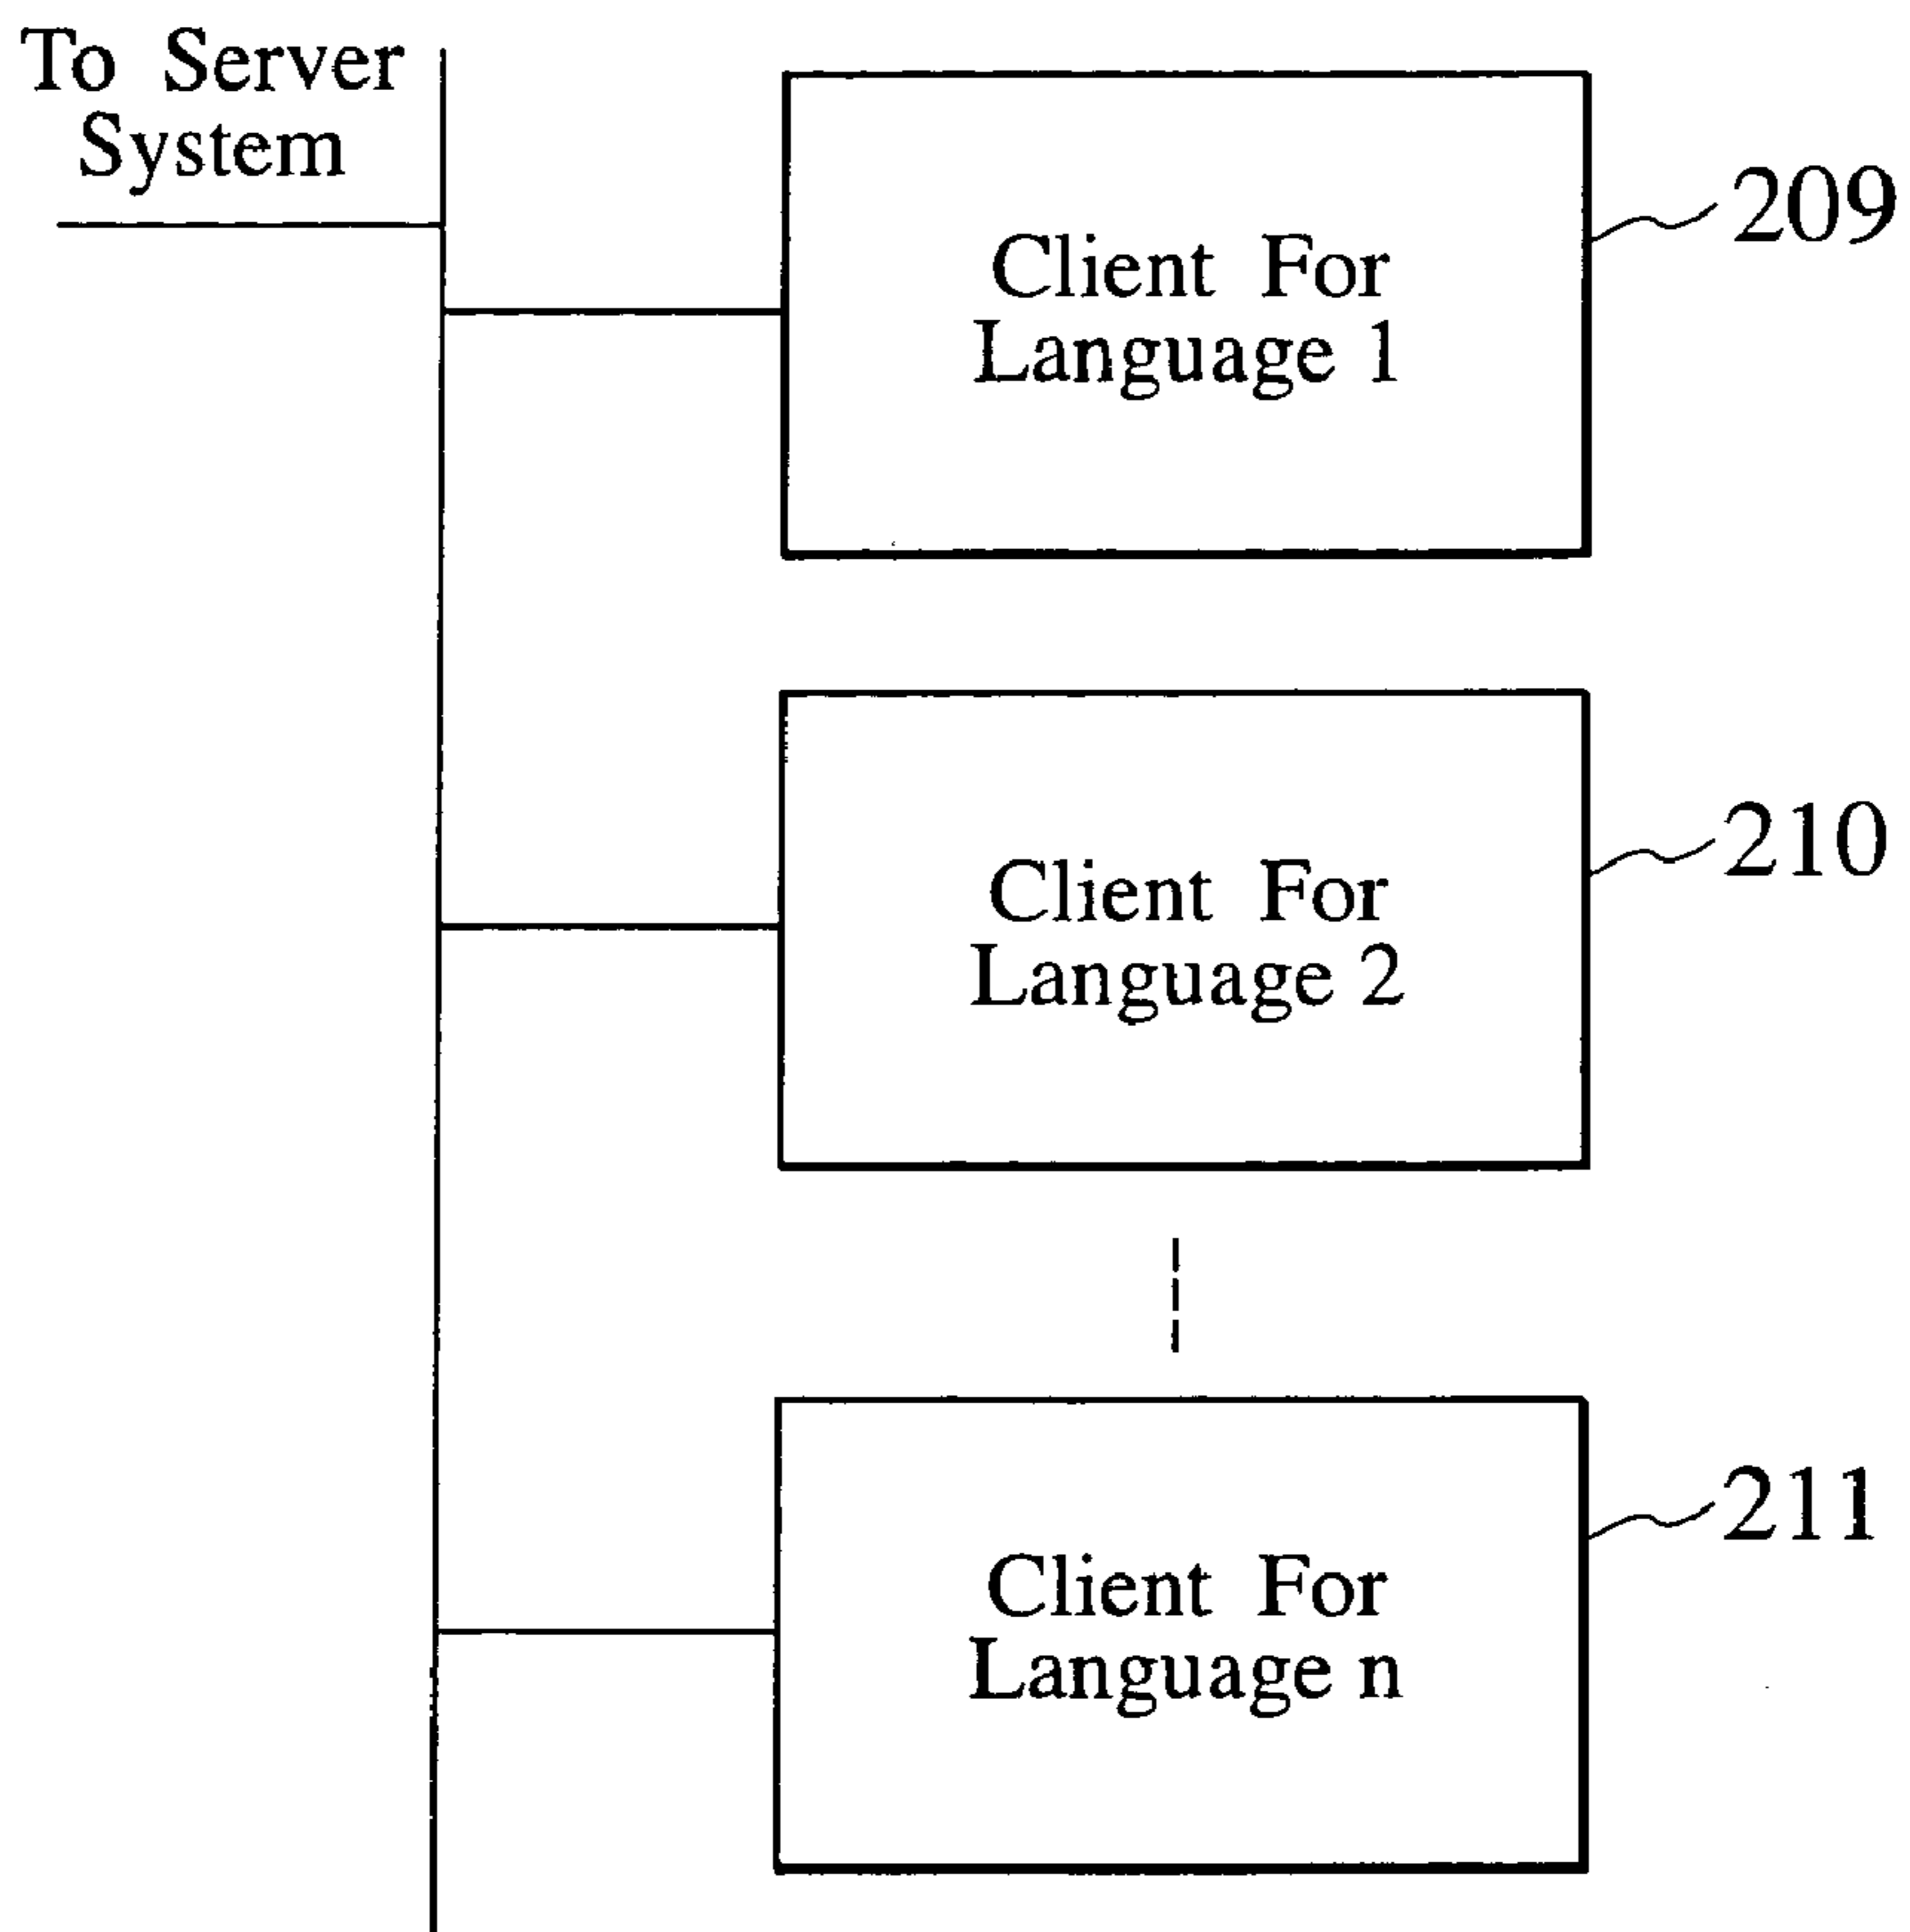 To Server
System
209
Client For
Language 1
210
Client For
Language 2
211
Client For
Language n